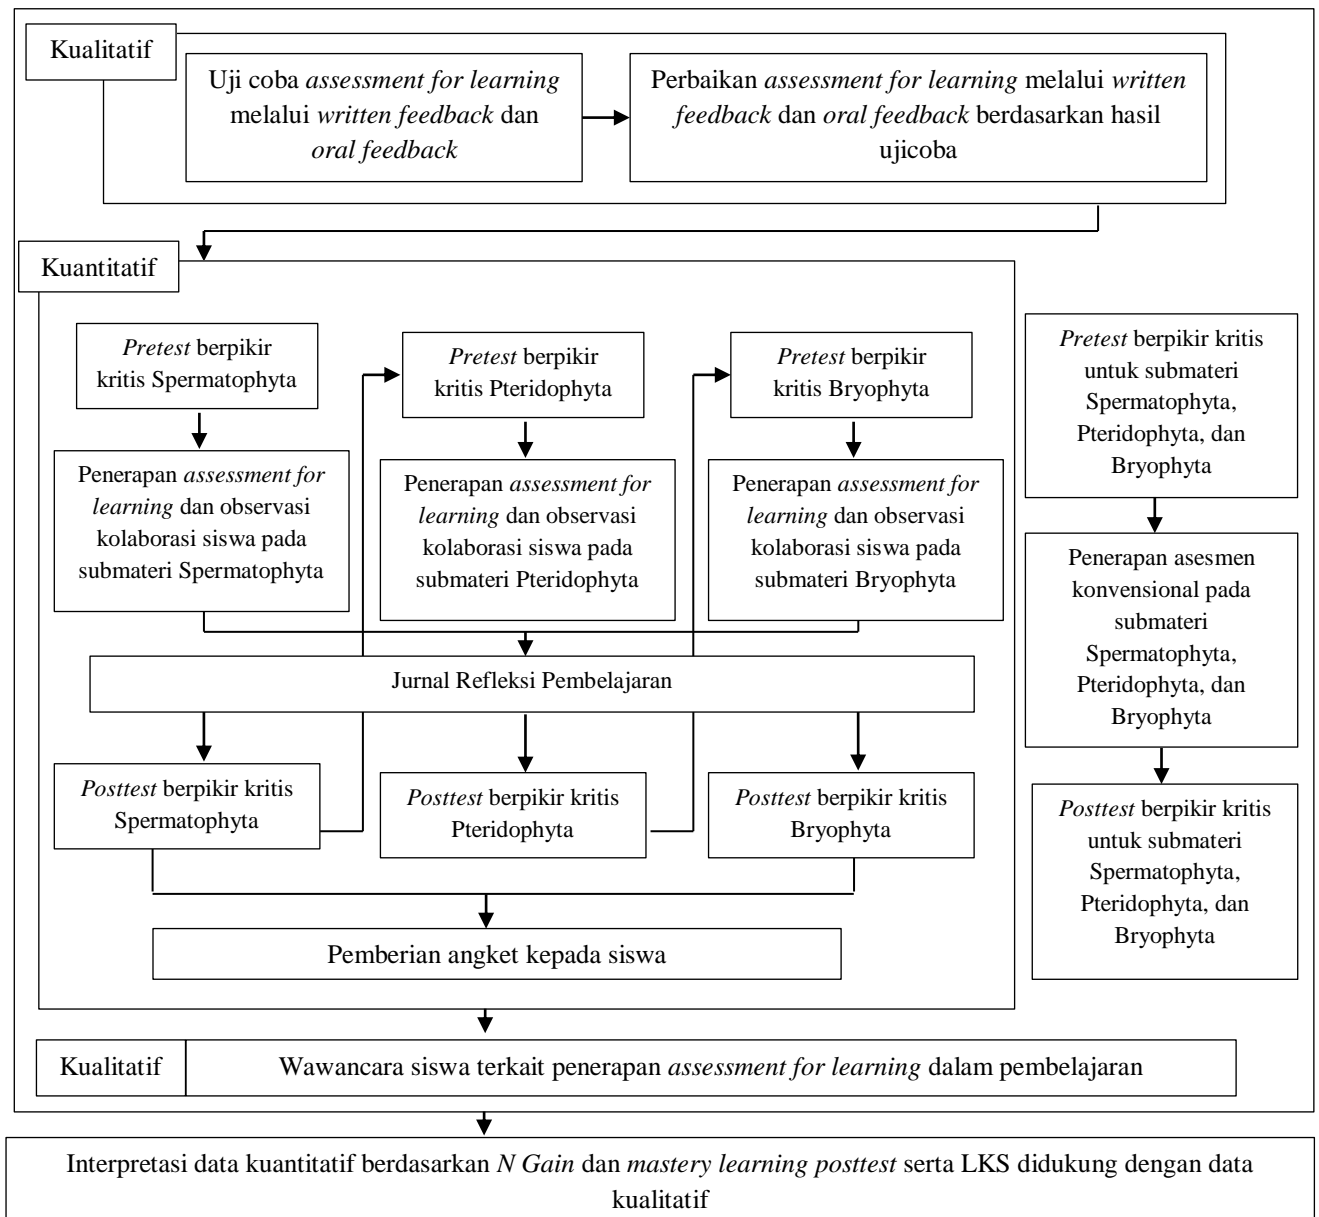 Kualitatif
Uji coba assessment for learning
melalui written feedback dan
oral feedback
Perbaikan assessment for learning melalui written
feedback dan oral feedback berdasarkan hasil
ujicoba
Kuantitatif
Pretest berpikir
kritis Spermatophyta
Pretest berpikir
kritis Pteridophyta
Pretest berpikir
kritis Bryophyta
Penerapan assessment for
learning dan observasi
kolaborasi siswa pada
submateri Spermatophyta
Penerapan assessment for
learning dan observasi
kolaborasi siswa pada
submateri Pteridophyta
Penerapan assessment for
learning dan observasi
kolaborasi siswa pada
submateri Bryophyta
Jurnal Refleksi Pembelajaran
Posttest berpikir kritis
Spermatophyta
Posttest berpikir kritis
Pteridophyta
Posttest berpikir kritis
Bryophyta
Pemberian angket kepada siswa
Pretest berpikir kritis
untuk submateri
Spermatophyta,
Pteridophyta, dan
Bryophyta
Penerapan asesmen
konvensional pada
submateri
Spermatophyta,
Pteridophyta, dan
Bryophyta
Posttest berpikir kritis
untuk submateri
Spermatophyta,
Pteridophyta, dan
Bryophyta
Kualitatif
Wawancara siswa terkait penerapan assessment for learning dalam pembelajaran
Interpretasi data kuantitatif berdasarkan N Gain dan mastery learning posttest serta LKS didukung dengan data
kualitatif